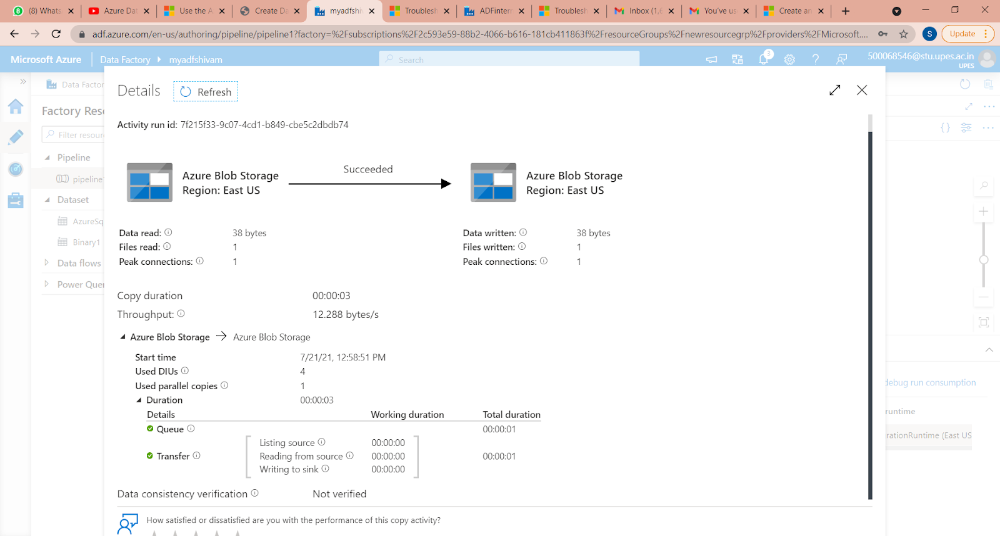 (8) Whats
Azure Dat
Use the A
Create Da
myadfshiv
Troublesh
ADFintern
Troublesh
Inbox (1,6
You've us
Create an
adf.azure.com/en-us/authoring/pipeline/pipeline1?factory=%2Fsubscriptions%2F2c593e59-88b2-4066-b616-181cb411863f%2FresourceGroups%2Fnewresourcegrp%2Fproviders%2FMicrosoft....
S
Update
Microsoft Azure
Data Factory
myadfshivam
Search
3
500068546@stu.upes.ac.in
UPES
Data Factor
Factory Res
Filter resour
Pipeline
pipeline1
Dataset
AzureSq
Binary1
Data flows
Power Quer
Details
Refresh
Activity run id: 7f215f33-9c07-4cd1-b849-cbe5c2dbdb74
Azure Blob Storage
Region: East US
Succeeded
Azure Blob Storage
Region: East US
Data read: 38 bytes
Files read: 1
Peak connections: 1
Data written: 38 bytes
Files written: 1
Peak connections: 1
Copy duration 00:00:03
Throughput: 12.288 bytes/s
Azure Blob Storage → Azure Blob Storage
Start time 7/21/21, 12:58:51 PM
Used DIUs 4
Used parallel copies 1
Duration 00:00:03
Details Working duration Total duration
Queue 00:00:01
Listing source 00:00:00
Transfer Reading from source 00:00:00 00:00:01
Writing to sink 00:00:00
Data consistency verification Not verified
How satisfied or dissatisfied are you with the performance of this copy activity?
debug run consumption
runtime
rationRuntime (East US